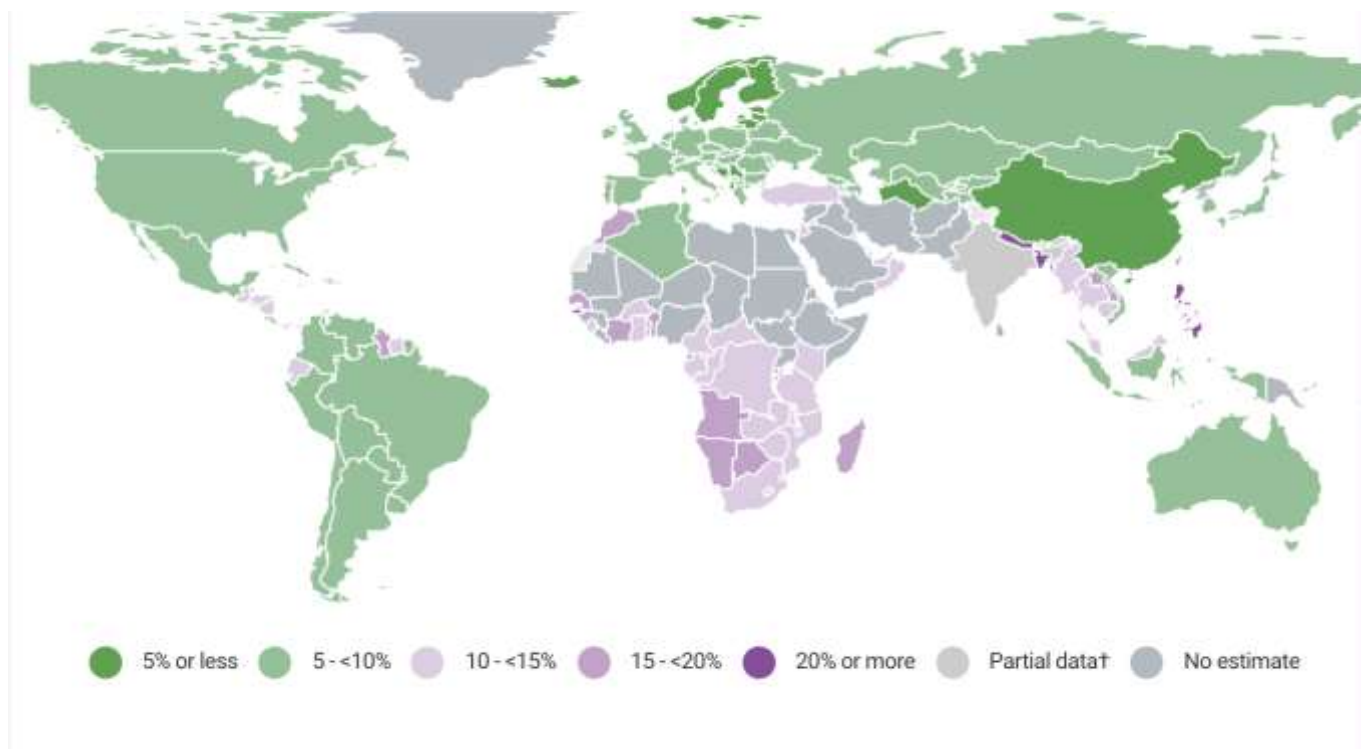 5% or less 5 - <10% 10 - <15% 15 - <20% 20% or more Partial data† No estimate